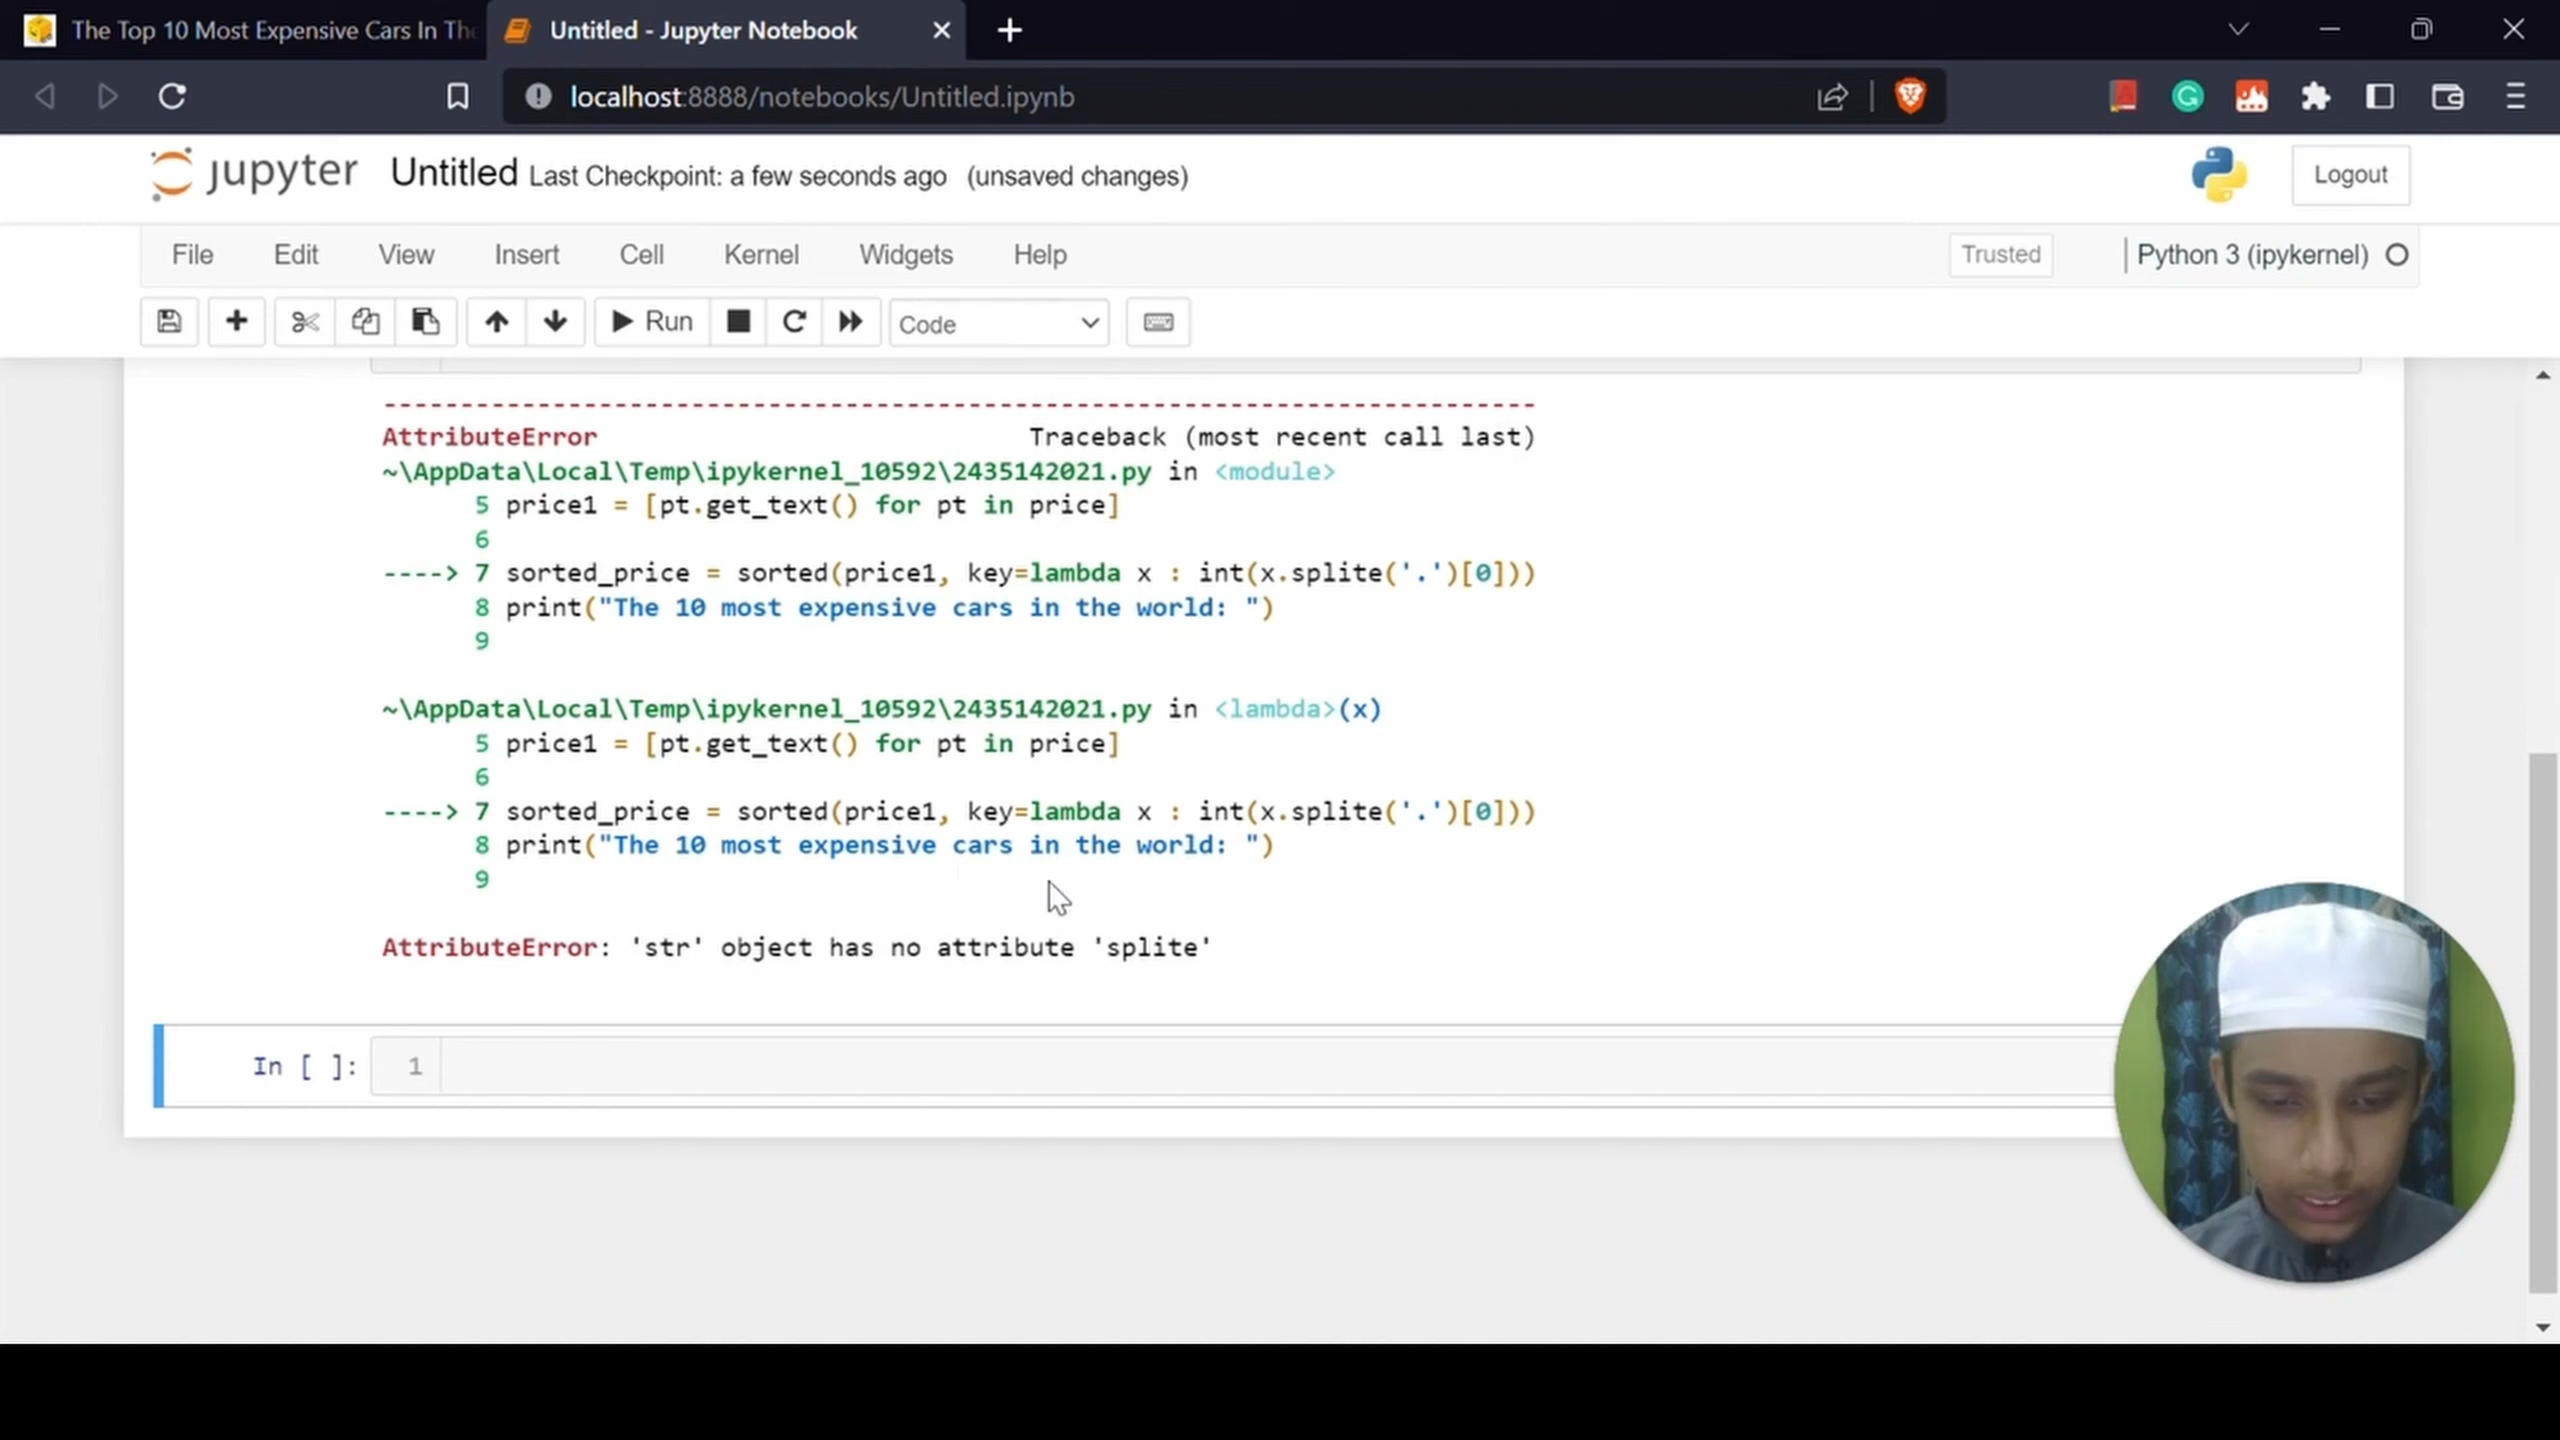 The Top 10 Most Expensive Cars In The
Untitled - Jupyter Notebook
localhost:8888/notebooks/Untitled.ipynb
jupyter Untitled Last Checkpoint: a few seconds ago (unsaved changes)
Logout
File Edit View Insert Cell Kernel Widgets Help
Trusted
Python 3 (ipykernel)
Run
Code
---------------------------------------------------------------------------
AttributeError Traceback (most recent call last)
~\AppData\Local\Temp\ipykernel_10592\2435142021.py in <module>
5 price1 = [pt.get_text() for pt in price]
6
----> 7 sorted_price = sorted(price1, key=lambda x : int(x.splite('.')[0]))
8 print("The 10 most expensive cars in the world: ")
9
~\AppData\Local\Temp\ipykernel_10592\2435142021.py in <lambda>(x)
5 price1 = [pt.get_text() for pt in price]
6
----> 7 sorted_price = sorted(price1, key=lambda x : int(x.splite('.')[0]))
8 print("The 10 most expensive cars in the world: ")
9
AttributeError: 'str' object has no attribute 'splite'
In [ ]: 1